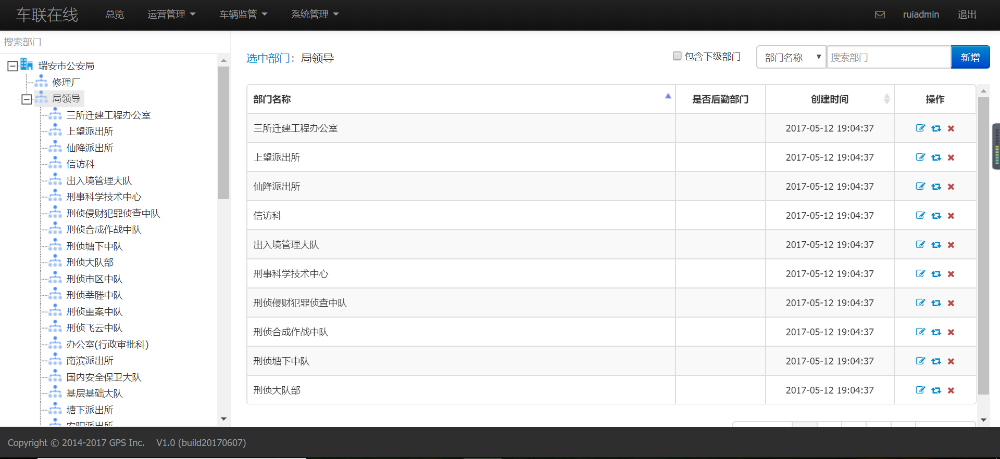 车联在线 总览 运营管理 车辆监管 系统管理 ruiadmin 退出
搜索部门
瑞安市公安局
修理厂
局领导
三所迁建工程办公室
上望派出所
仙降派出所
信访科
出入境管理大队
刑事科学技术中心
刑侦侵财犯罪侦查中队
刑侦合成作战中队
刑侦塘下中队
刑侦大队部
刑侦市区中队
刑侦莘塍中队
刑侦重案中队
刑侦飞云中队
办公室(行政审批科)
南滨派出所
国内安全保卫大队
基层基础大队
塘下派出所
选中部门：局领导 包含下级部门 部门名称 搜索部门 新增
部门名称 是否后勤部门 创建时间 操作
三所迁建工程办公室 2017-05-12 19:04:37
上望派出所 2017-05-12 19:04:37
仙降派出所 2017-05-12 19:04:37
信访科 2017-05-12 19:04:37
出入境管理大队 2017-05-12 19:04:37
刑事科学技术中心 2017-05-12 19:04:37
刑侦侵财犯罪侦查中队 2017-05-12 19:04:37
刑侦合成作战中队 2017-05-12 19:04:37
刑侦塘下中队 2017-05-12 19:04:37
刑侦大队部 2017-05-12 19:04:37
Copyright © 2014-2017 GPS Inc. V1.0 (build20170607)